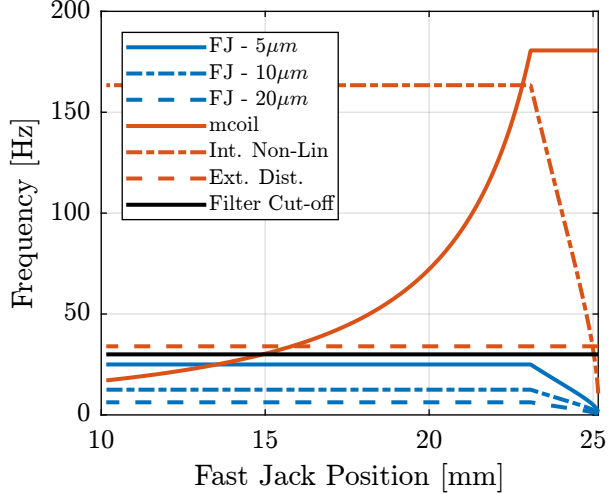 200
150
100
50
0
Frequency [Hz]
FJ - 5μm
FJ - 10μm
FJ - 20μm
mcoil
Int. Non-Lin
Ext. Dist.
Filter Cut-off
10 15 20 25
Fast Jack Position [mm]